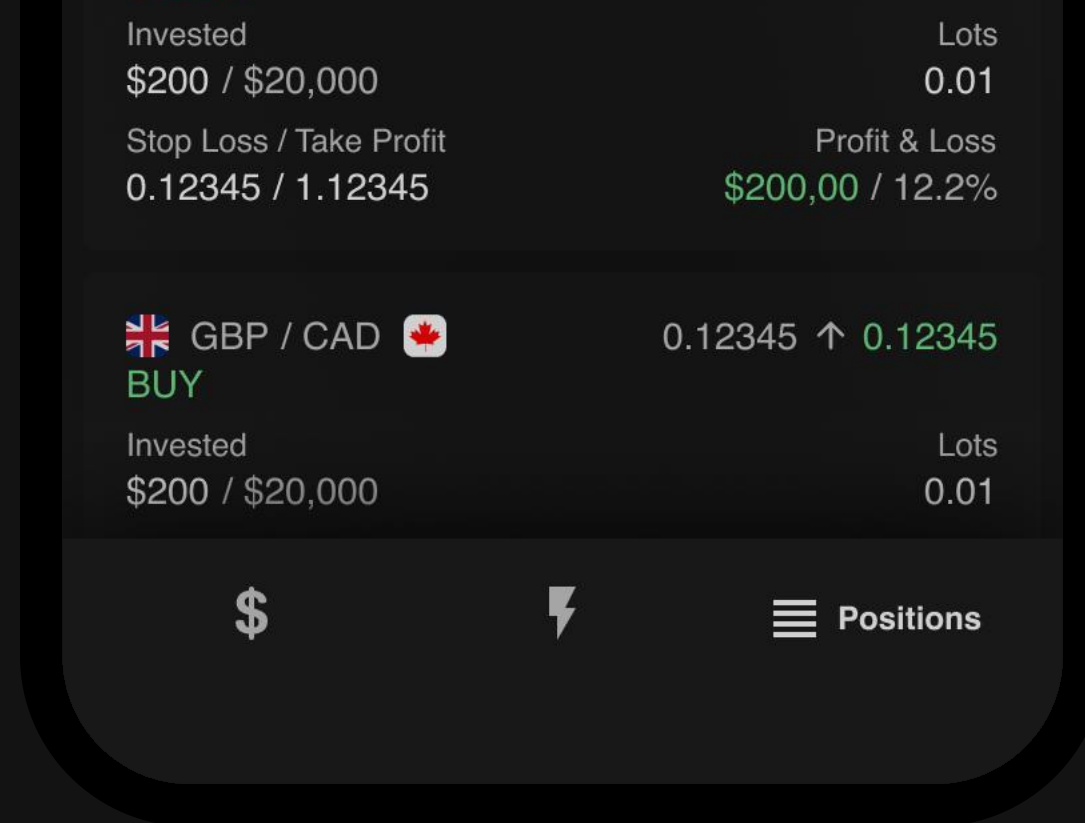 Invested Lots
$200 / $20,000 0.01
Stop Loss / Take Profit Profit & Loss
0.12345 / 1.12345 $200,00 / 12.2%
GBP / CAD 0.12345 ↑ 0.12345
BUY
Invested Lots
$200 / $20,000 0.01
$ Positions